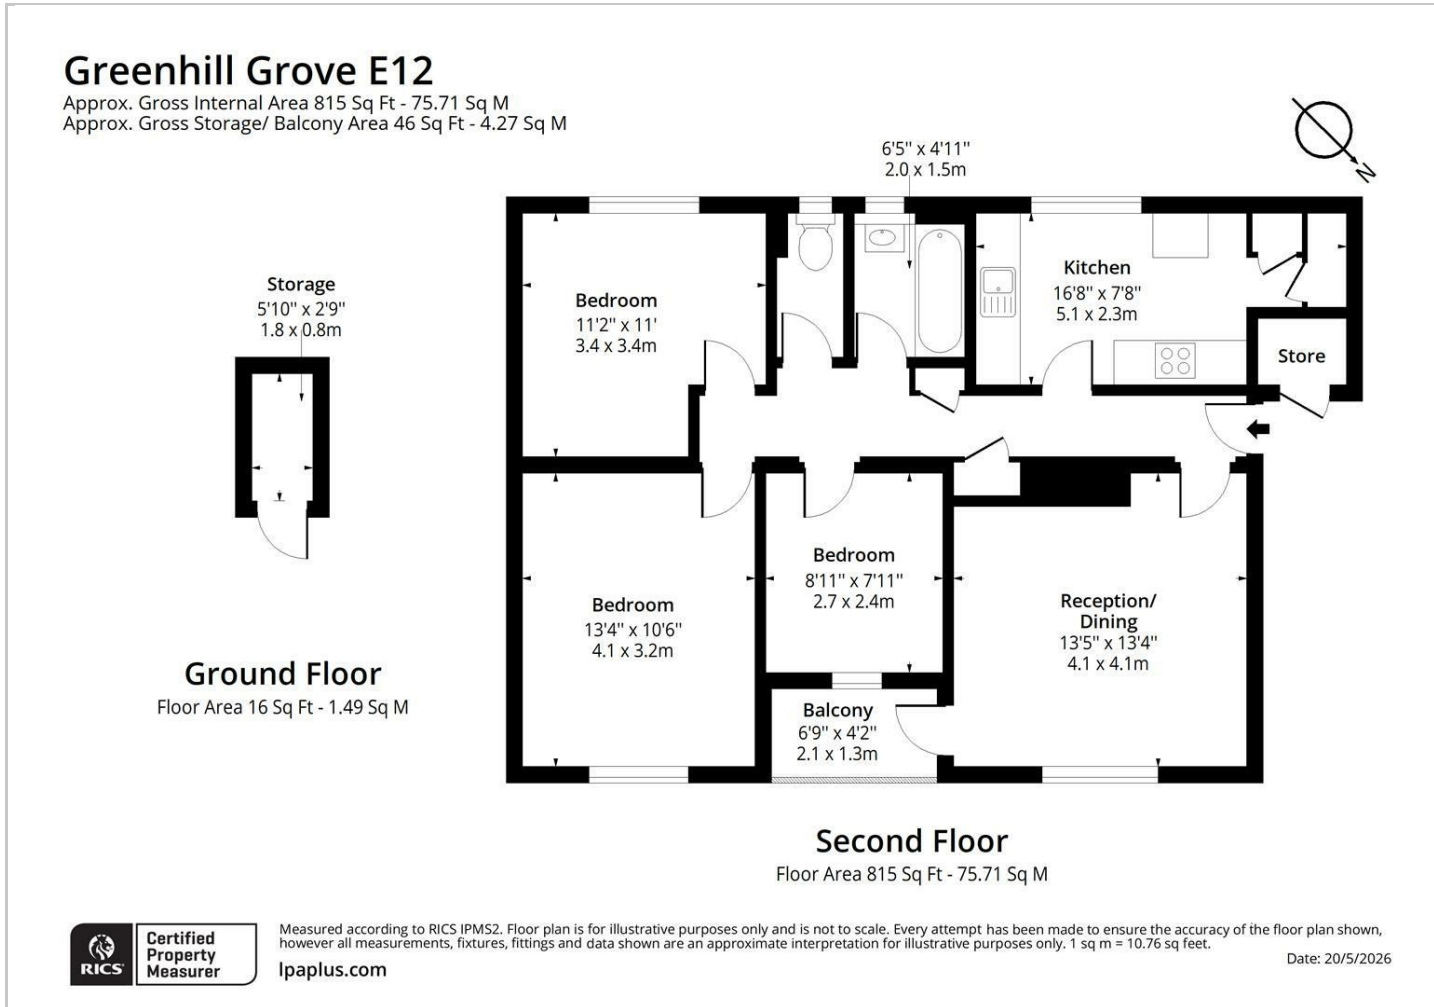 Greenhill Grove E12
Approx. Gross Internal Area 815 Sq Ft - 75.71 Sq M
Approx. Gross Storage/ Balcony Area 46 Sq Ft - 4.27 Sq M
N
6'5" x 4'11"
2.0 x 1.5m
Storage
5'10" x 2'9"
1.8 x 0.8m
Bedroom
11'2" x 11'
3.4 x 3.4m
Kitchen
16'8" x 7'8"
5.1 x 2.3m
Store
Bedroom
13'4" x 10'6"
4.1 x 3.2m
Bedroom
8'11" x 7'11"
2.7 x 2.4m
Reception/
Dining
13'5" x 13'4"
4.1 x 4.1m
Balcony
6'9" x 4'2"
2.1 x 1.3m
Ground Floor
Floor Area 16 Sq Ft - 1.49 Sq M
Second Floor
Floor Area 815 Sq Ft - 75.71 Sq M
RICS
Certified
Property
Measurer
Measured according to RICS IPMS2. Floor plan is for illustrative purposes only and is not to scale. Every attempt has been made to ensure the accuracy of the floor plan shown,
however all measurements, fixtures, fittings and data shown are an approximate interpretation for illustrative purposes only. 1 sq m = 10.76 sq feet.
lpaplus.com
Date: 20/5/2026